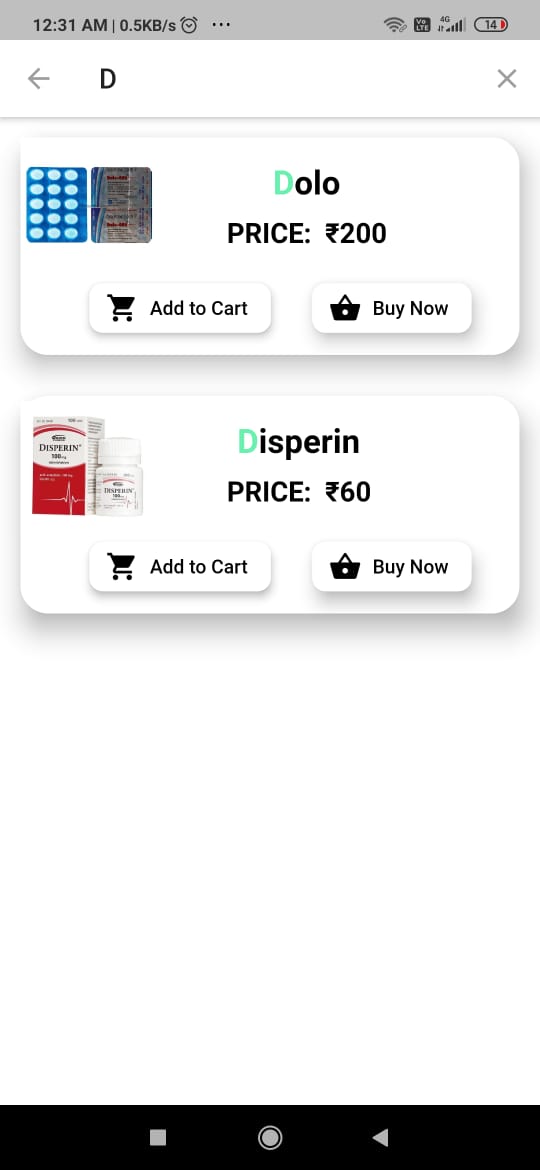 12:31 AM | 0.5KB/s ...
Vo LTE 4G 14
D
Dolo
PRICE: ₹200
Add to Cart
Buy Now
DISPERIN
100
DISPERIN
Disperin
PRICE: ₹60
Add to Cart
Buy Now